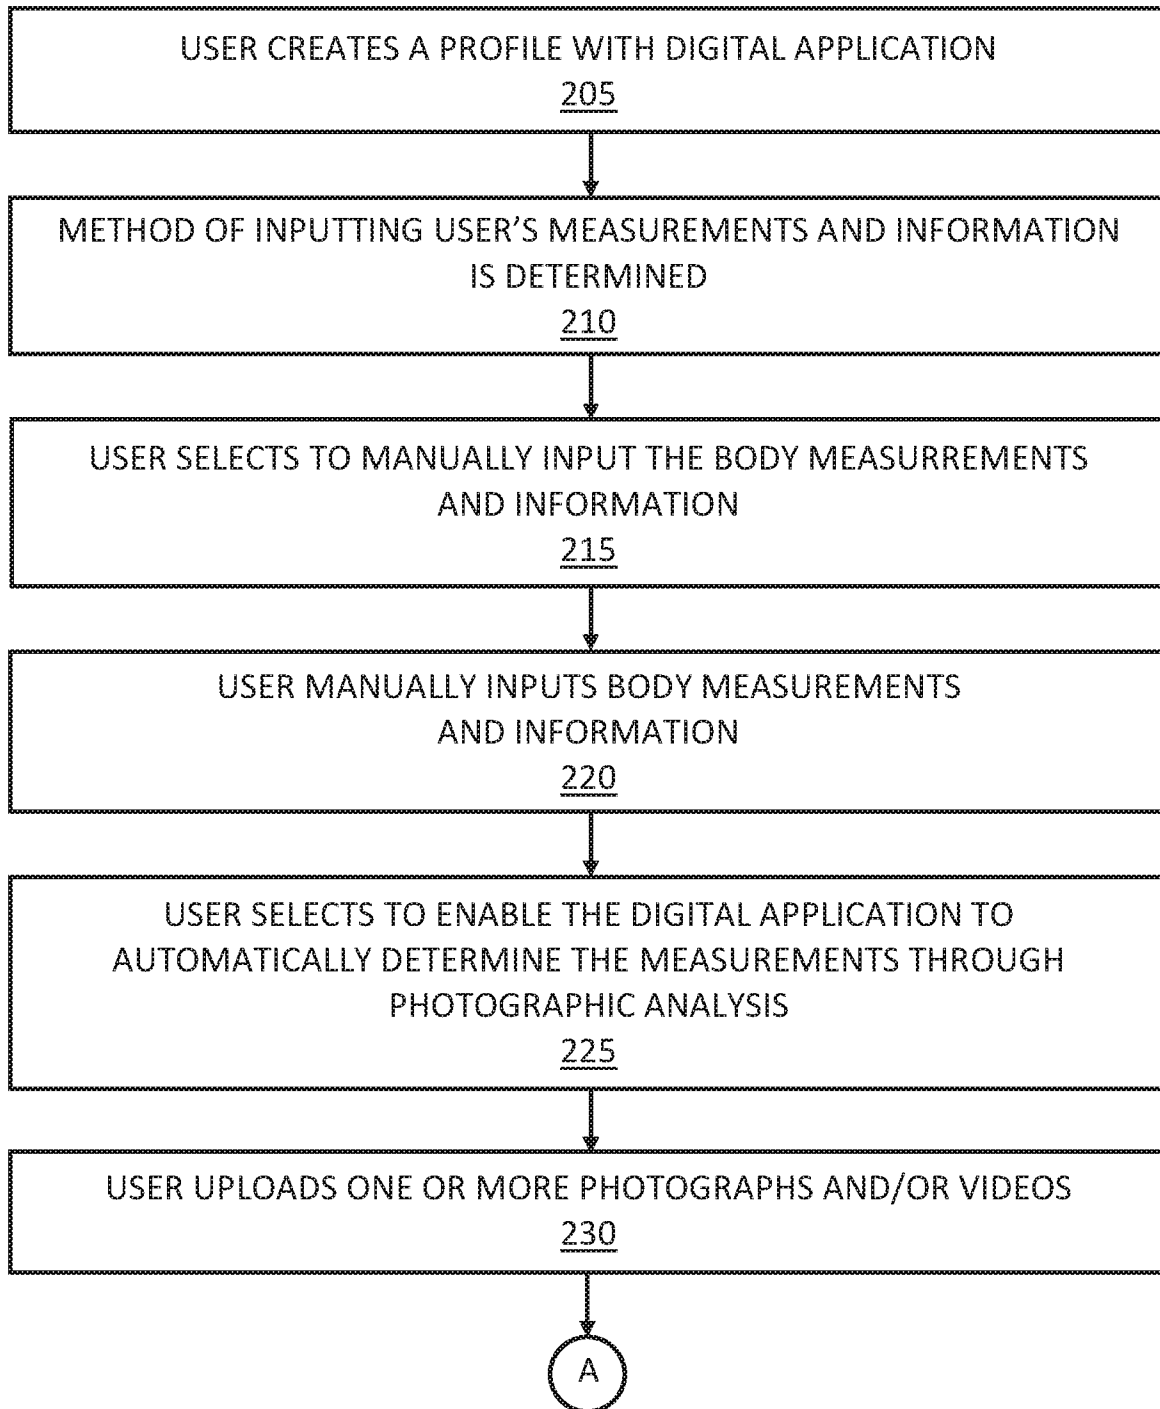 USER CREATES A PROFILE WITH DIGITAL APPLICATION
205
METHOD OF INPUTTING USER'S MEASUREMENTS AND INFORMATION
IS DETERMINED
210
USER SELECTS TO MANUALLY INPUT THE BODY MEASURREMENTS
AND INFORMATION
215
USER MANUALLY INPUTS BODY MEASUREMENTS
AND INFORMATION
220
USER SELECTS TO ENABLE THE DIGITAL APPLICATION TO
AUTOMATICALLY DETERMINE THE MEASUREMENTS THROUGH
PHOTOGRAPHIC ANALYSIS
225
USER UPLOADS ONE OR MORE PHOTOGRAPHS AND/OR VIDEOS
230
A